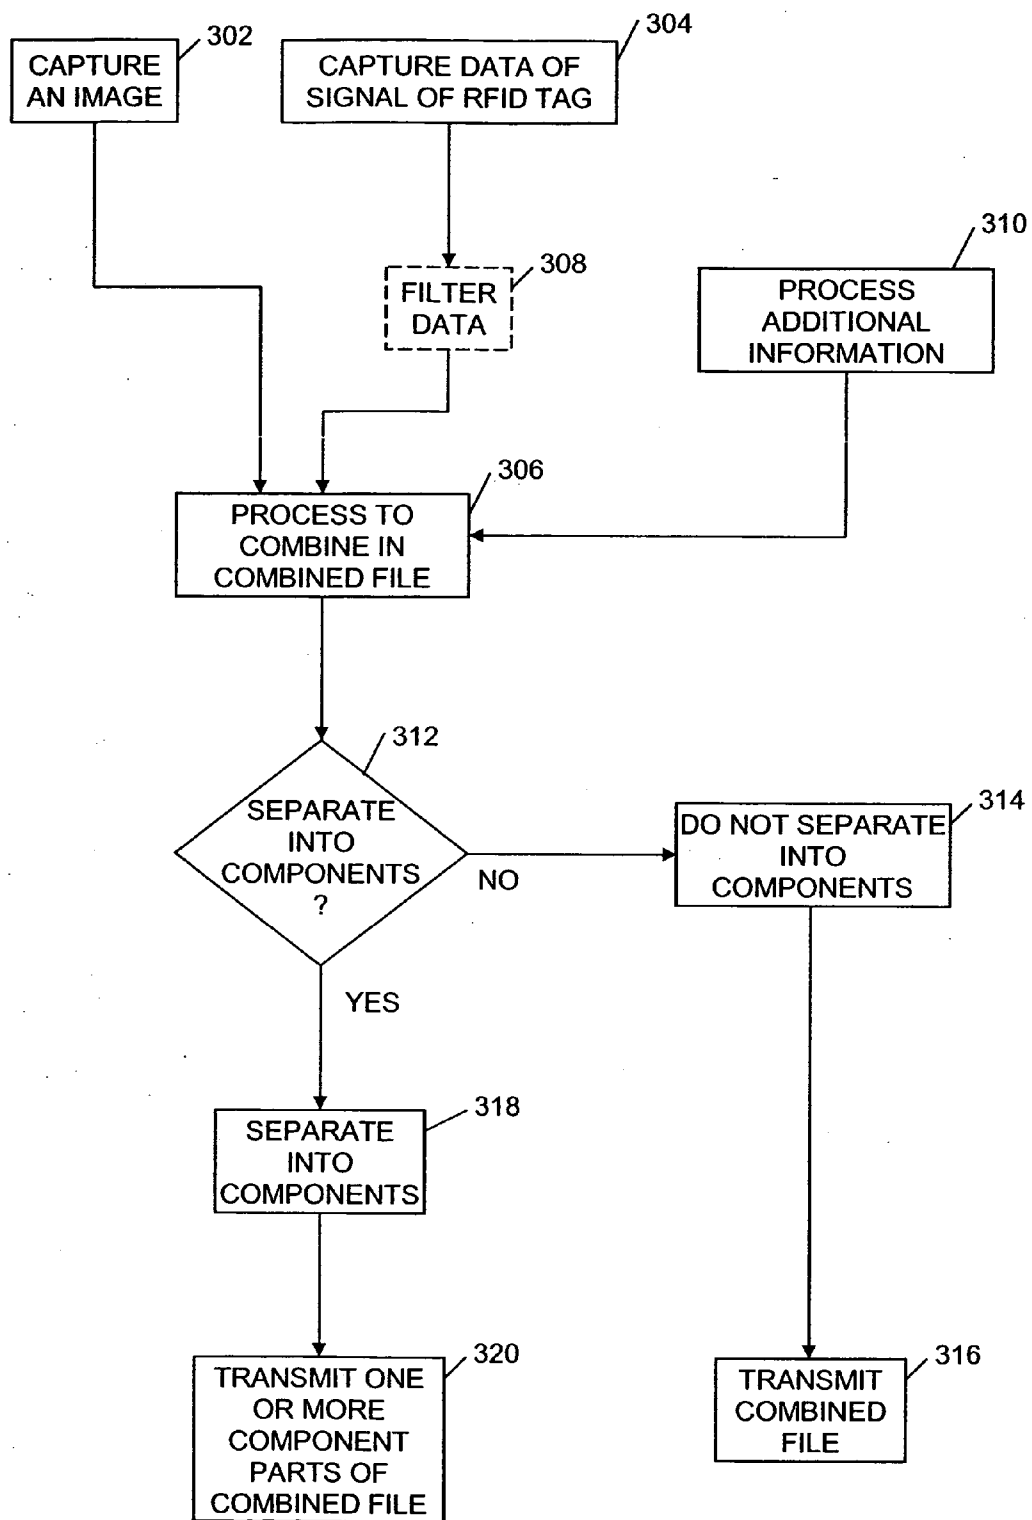 302
CAPTURE
AN IMAGE
304
CAPTURE DATA OF
SIGNAL OF RFID TAG
308
FILTER
DATA
310
PROCESS
ADDITIONAL
INFORMATION
306
PROCESS TO
COMBINE IN
COMBINED FILE
312
SEPARATE
INTO
COMPONENTS
?
NO
YES
314
DO NOT SEPARATE
INTO
COMPONENTS
318
SEPARATE
INTO
COMPONENTS
320
TRANSMIT ONE
OR MORE
COMPONENT
PARTS OF
COMBINED FILE
316
TRANSMIT
COMBINED
FILE